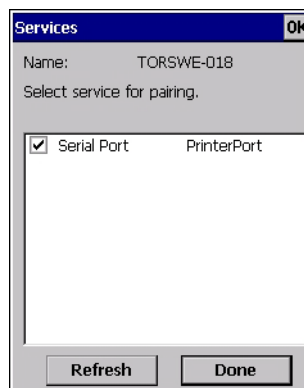 Services OK
Name: TORSWE-018
Select service for pairing.
Serial Port PrinterPort
Refresh Done